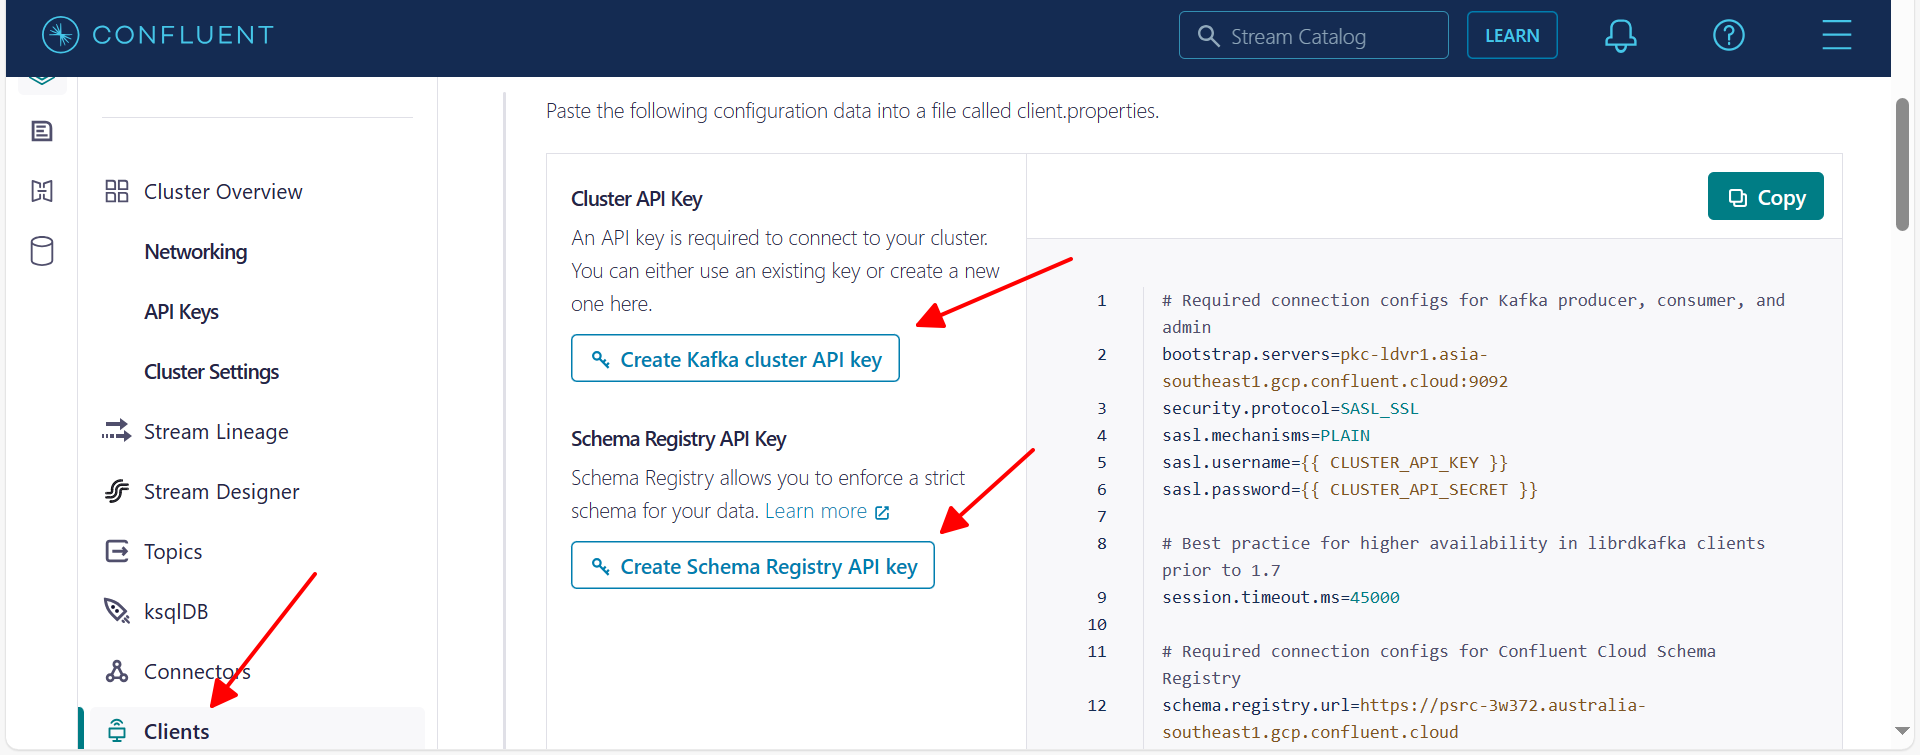 CONFLUENT
Stream Catalog
LEARN
Cluster Overview
Networking
API Keys
Cluster Settings
Stream Lineage
Stream Designer
Topics
ksqlDB
Connectors
Clients
Paste the following configuration data into a file called client.properties.
Cluster API Key
An API key is required to connect to your cluster.
You can either use an existing key or create a new
one here.
Create Kafka cluster API key
Schema Registry API Key
Schema Registry allows you to enforce a strict
schema for your data. Learn more
Create Schema Registry API key
Copy
1 # Required connection configs for Kafka producer, consumer, and
admin
2 bootstrap.servers=pkc-ldvr1.asia-
southeast1.gcp.confluent.cloud:9092
3 security.protocol=SASL_SSL
4 sasl.mechanisms=PLAIN
5 sasl.username={{ CLUSTER_API_KEY }}
6 sasl.password={{ CLUSTER_API_SECRET }}
7
8 # Best practice for higher availability in librdkafka clients
prior to 1.7
9 session.timeout.ms=45000
10
11 # Required connection configs for Confluent Cloud Schema
Registry
12 schema.registry.url=https://psrc-3w372.australia-
southeast1.gcp.confluent.cloud